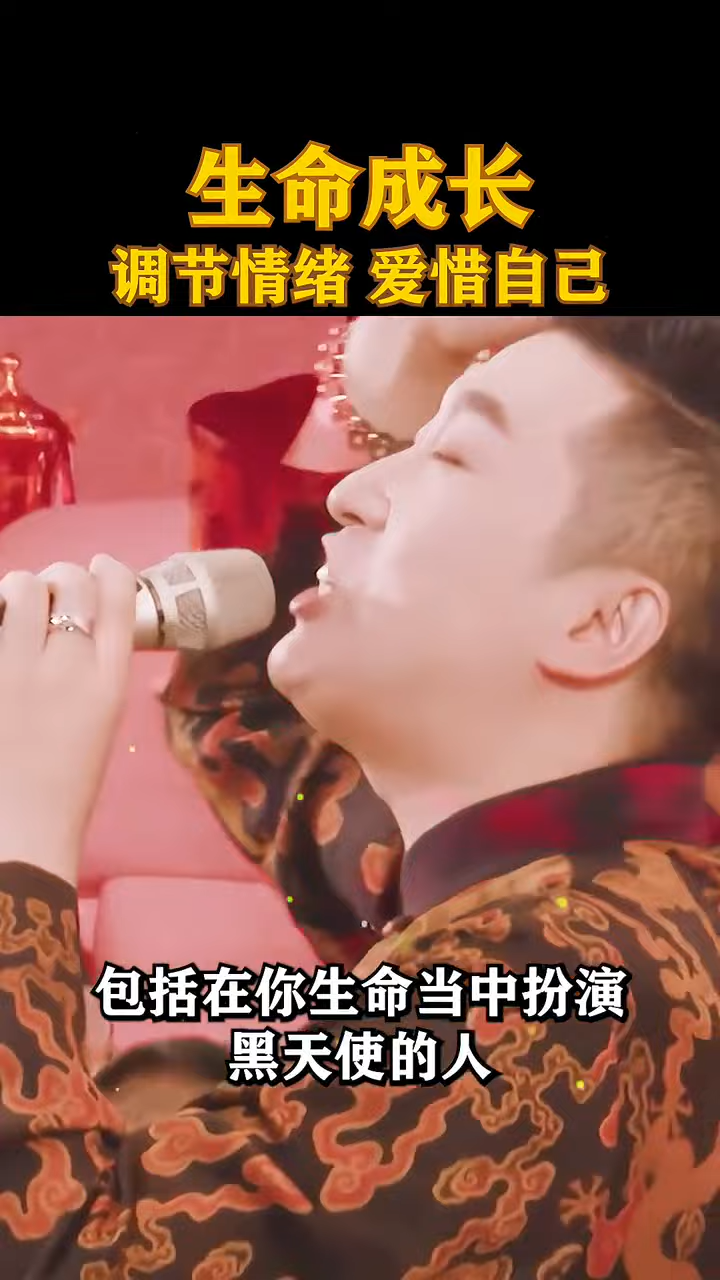 生命成长
调节情绪 爱惜自己
包括在你生命当中扮演
黑天使的人